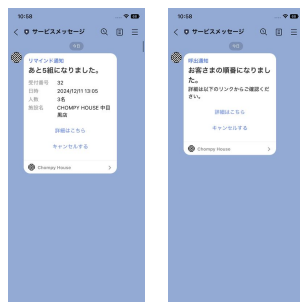 10:58
サービスメッセージ
今日
リマインド通知
あと5組になりました。
受付番号 32
日時 2024/12/11 13:05
人数 3名
施設名 CHOMPY HOUSE 中目
黒店
詳細はこちら
キャンセルする
Chompy House
10:58
サービスメッセージ
今日
呼出通知
お客さまの順番になりまし
た。
詳細は以下のリンクからご確認くだ
さい。
詳細はこちら
キャンセルする
Chompy House